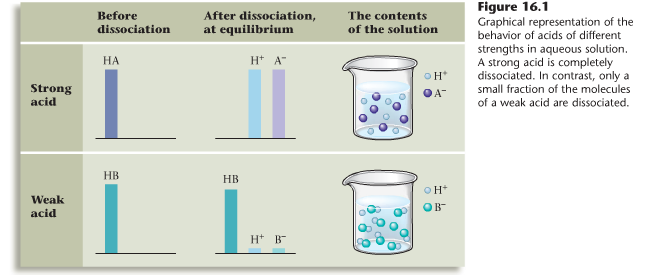 Before
dissociation
After dissociation,
at equilibrium
The contents
of the solution
Strong
acid
HA
H⁺ A⁻
H⁺
A⁻
Weak
acid
HB
HB
H⁺ B⁻
H⁺
B⁻
Figure 16.1
Graphical representation of the
behavior of acids of different
strengths in aqueous solution.
A strong acid is completely
dissociated. In contrast, only a
small fraction of the molecules
of a weak acid are dissociated.